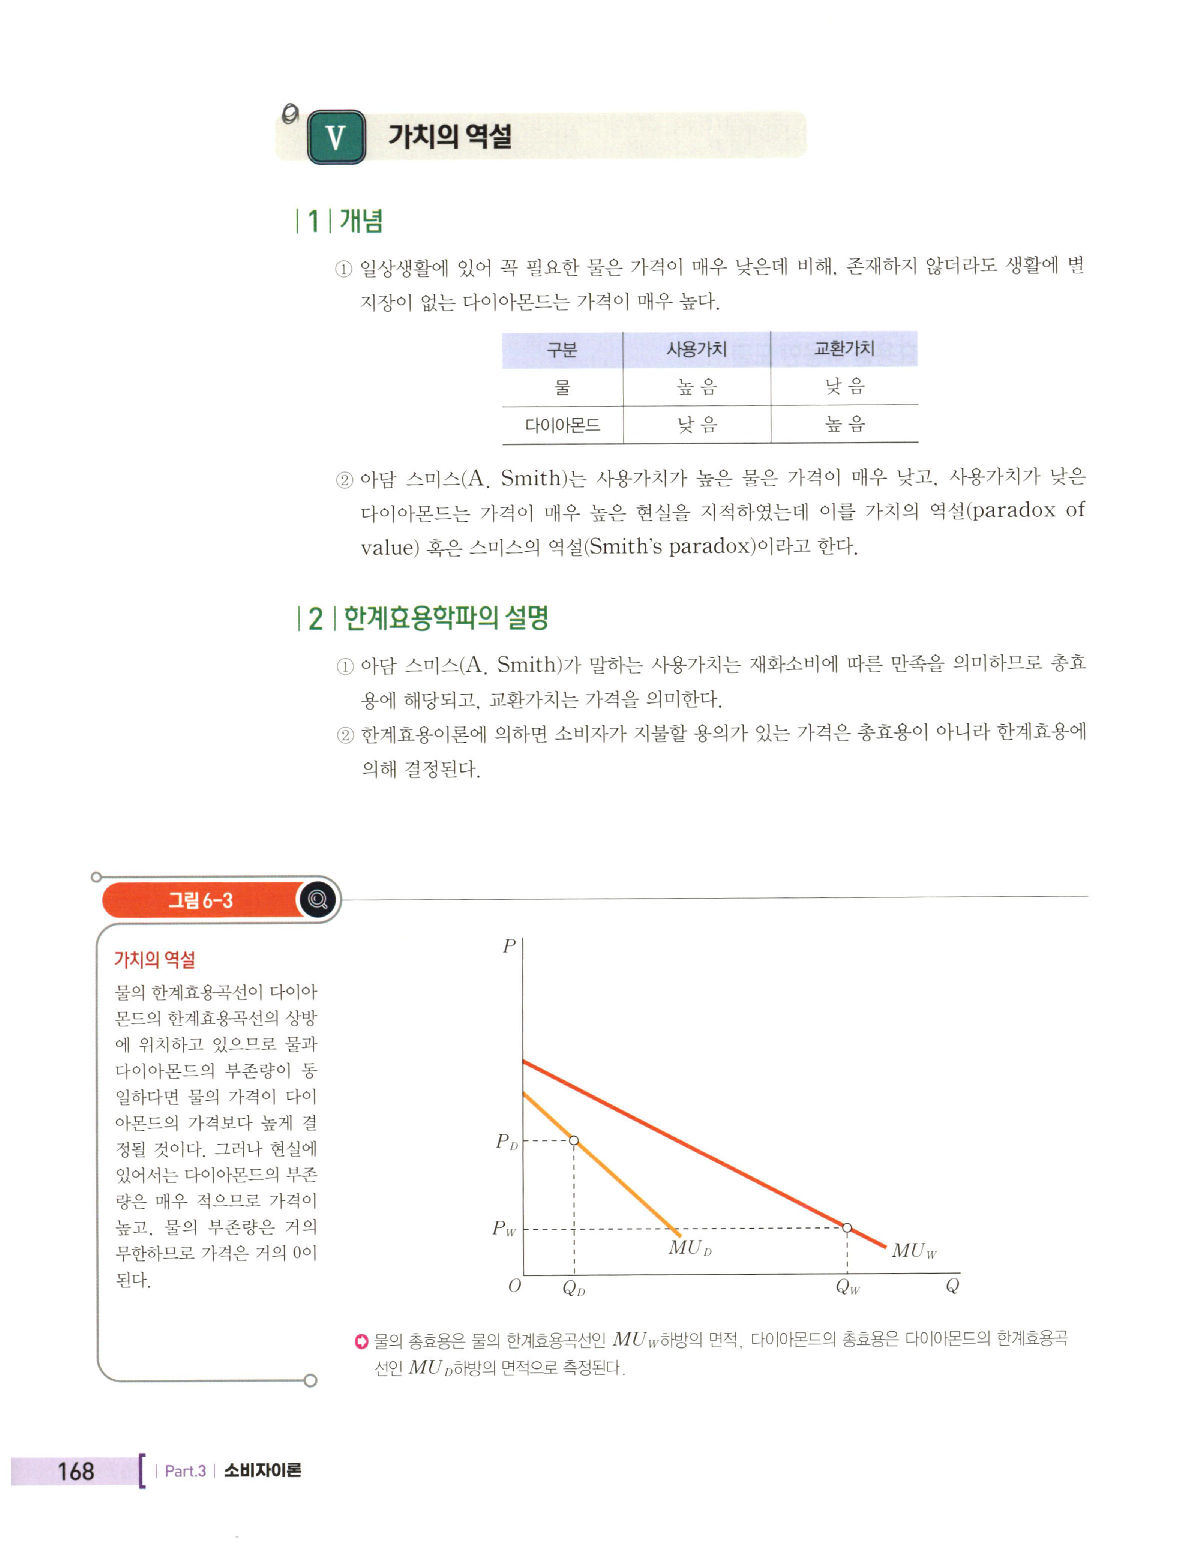 V 가치의 역설
|1| 개념
① 일상생활에 있어 꼭 필요한 물은 가격이 매우 낮은데 비해, 존재하지 않더라도 생활에 별
지장이 없는 다이아몬드는 가격이 매우 높다.
구분 사용가치 교환가치
물 높음 낮음
다이아몬드 낮음 높음
② 아담 스미스(A. Smith)는 사용가치가 높은 물은 가격이 매우 낮고, 사용가치가 낮은
다이아몬드는 가격이 매우 높은 현실을 지적하였는데 이를 가치의 역설(paradox of
value) 혹은 스미스의 역설(Smith's paradox)이라고 한다.
|2| 한계효용학파의 설명
① 아담 스미스(A. Smith)가 말하는 사용가치는 재화소비에 따른 만족을 의미하므로 총효
용에 해당되고, 교환가치는 가격을 의미한다.
② 한계효용이론에 의하면 소비자가 지불할 용의가 있는 가격은 총효용이 아니라 한계효용에
의해 결정된다.
그림 6-3
가치의 역설
물의 한계효용곡선이 다이아
몬드의 한계효용곡선의 상방
에 위치하고 있으므로 물과
다이아몬드의 부존량이 동
일하다면 물의 가격이 다이
아몬드의 가격보다 높게 결
정될 것이다. 그러나 현실에
있어서는 다이아몬드의 부존
량은 매우 적으므로 가격이
높고, 물의 부존량은 거의
무한하므로 가격은 거의 0이
된다.
P
P_D
P_W
MU_D
MU_W
O Q_D Q_W Q
물의 총효용은 물의 한계효용곡선인 MU_W하방의 면적, 다이아몬드의 총효용은 다이아몬드의 한계효용곡
선인 MU_D하방의 면적으로 측정된다.
168 | Part.3 | 소비자이론